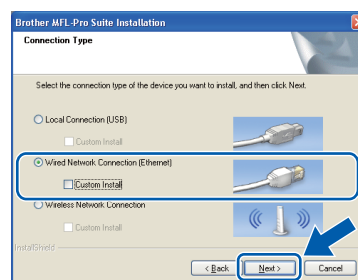 Brother MFL-Pro Suite Installation
Connection Type
Select the connection type of the device you want to install, and then click Next.
Local Connection (USB)
Custom Install
Wired Network Connection (Ethernet)
Custom Install
Wireless Network Connection
Custom Install
InstallShield
< Back Next > Cancel